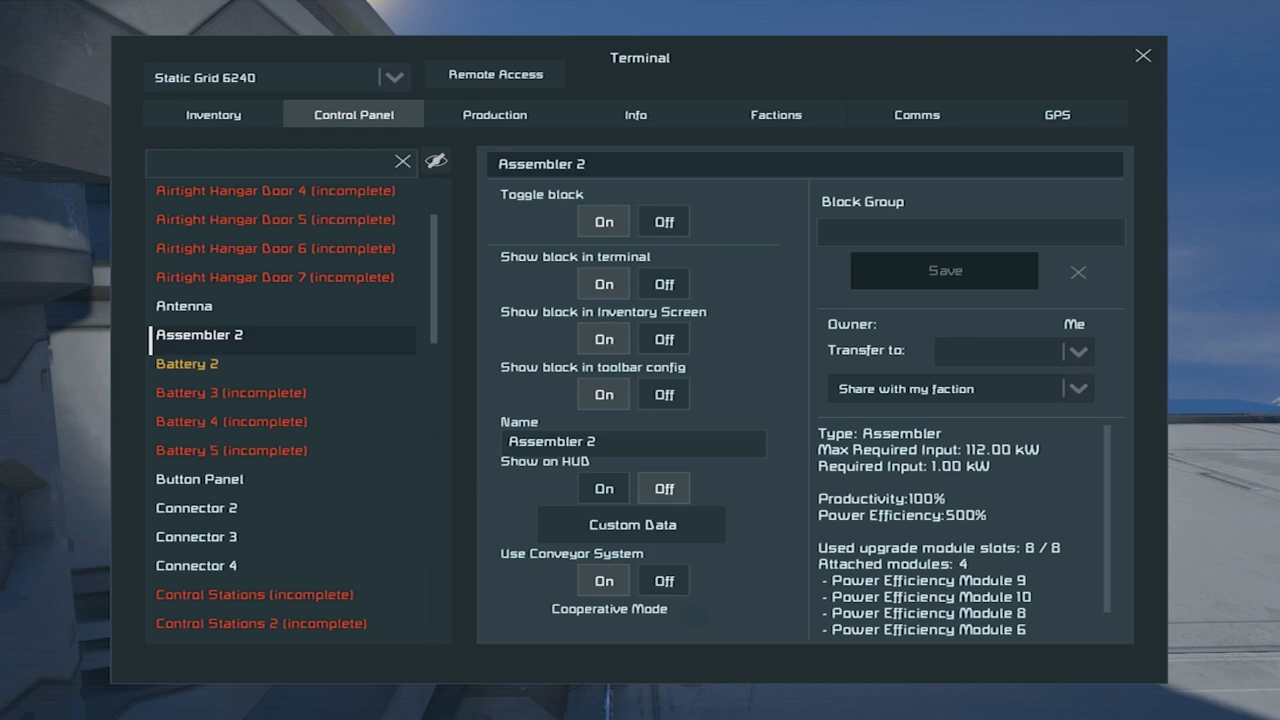 Terminal
Static Grid 6240
Remote Access
Inventory
Control Panel
Production
Info
Factions
Comms
GPS
Airtight Hangar Door 4 (incomplete)
Airtight Hangar Door 5 (incomplete)
Airtight Hangar Door 6 (incomplete)
Airtight Hangar Door 7 (incomplete)
Antenna
Assembler 2
Battery 2
Battery 3 (incomplete)
Battery 4 (incomplete)
Battery 5 (incomplete)
Button Panel
Connector 2
Connector 3
Connector 4
Control Stations (incomplete)
Control Stations 2 (incomplete)
Assembler 2
Toggle block
On Off
Show block in terminal
On Off
Show block in Inventory Screen
On Off
Show block in toolbar config
On Off
Name
Assembler 2
Show on HUD
On Off
Custom Data
Use Conveyor System
On Off
Cooperative Mode
Block Group
Save
Owner: Me
Transfer to:
Share with my faction
Type: Assembler
Max Required Input: 112.00 kW
Required Input: 1.00 kW
Productivity:100%
Power Efficiency:500%
Used upgrade module slots: 8 / 8
Attached modules: 4
- Power Efficiency Module 9
- Power Efficiency Module 10
- Power Efficiency Module 8
- Power Efficiency Module 6